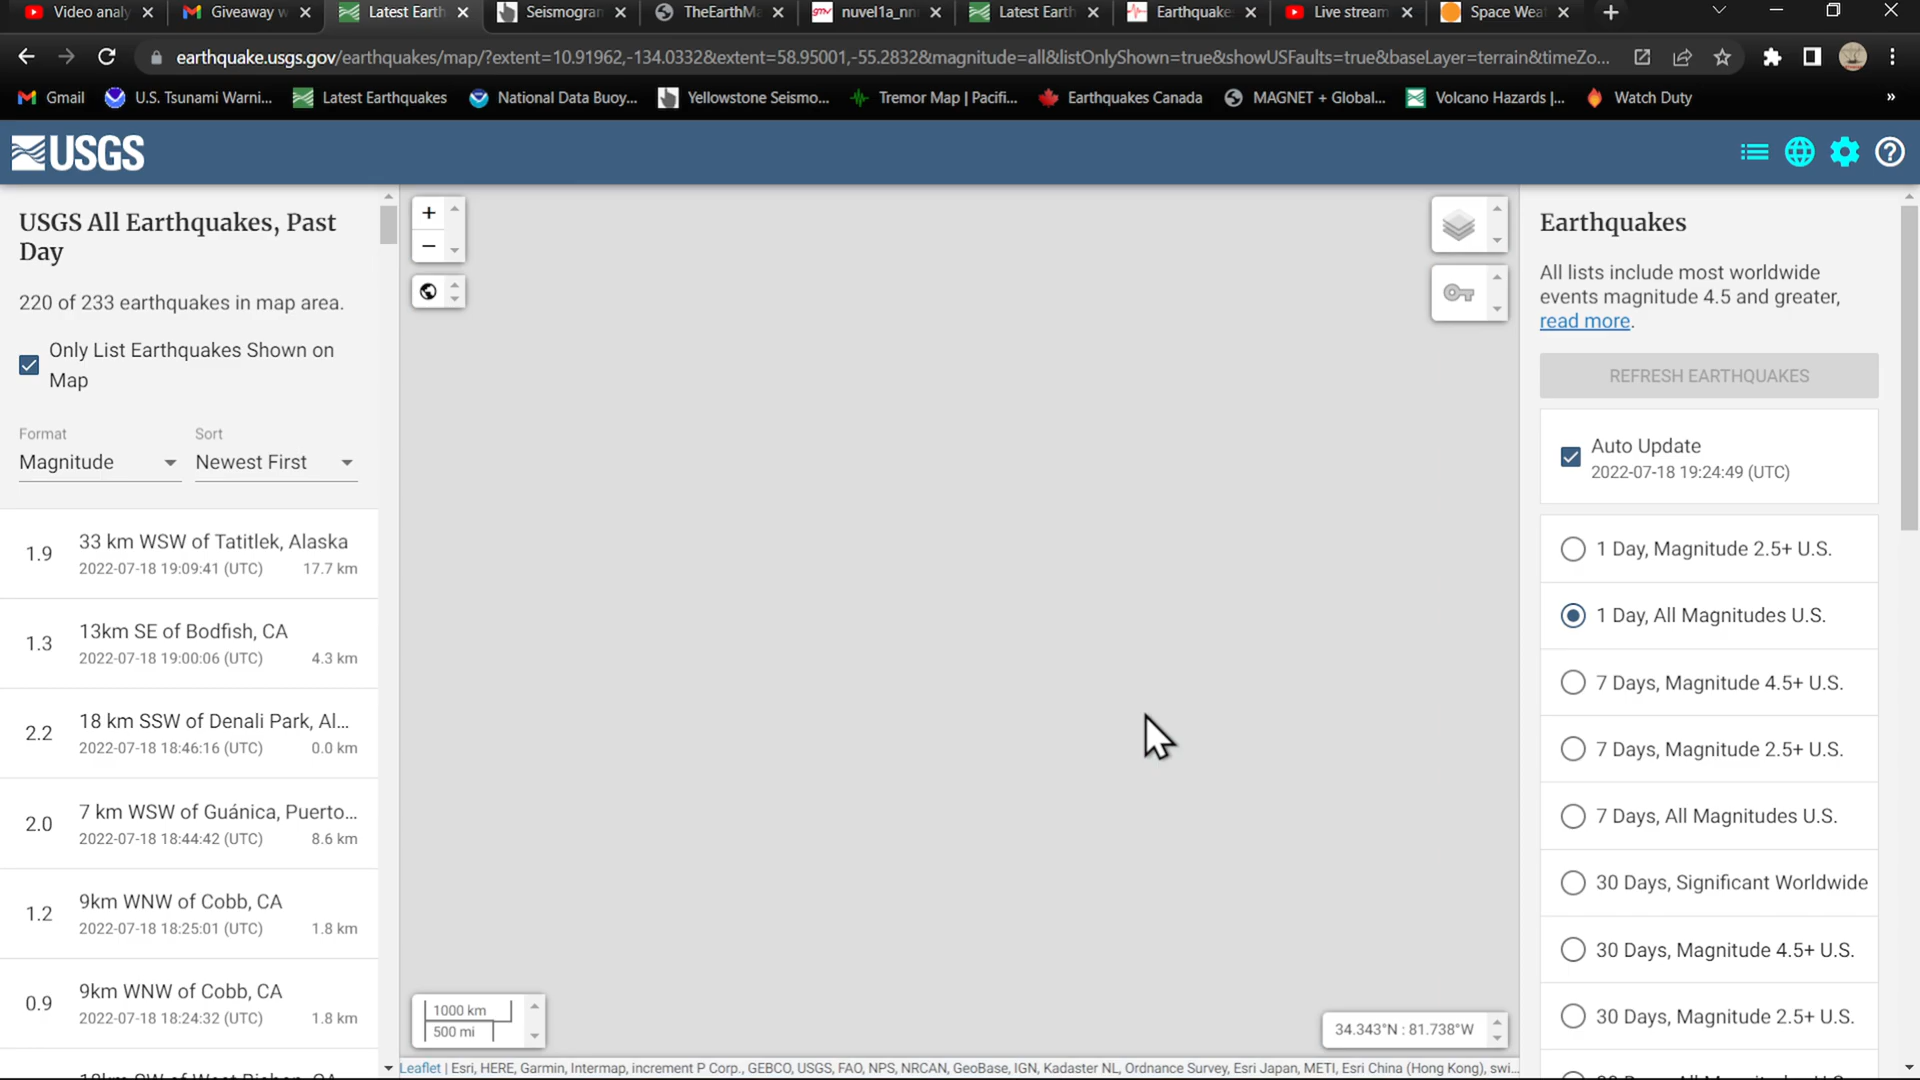 Video analy
Giveaway w
Latest Earth
Seismogran
TheEarthMa
nuvel1a_nn
Latest Earth
Earthquake
Live stream
Space Wea
earthquake.usgs.gov/earthquakes/map/?extent=10.91962,-134.0332&extent=58.95001,-55.2832&magnitude=all&listOnlyShown=true&showUSFaults=true&baseLayer=terrain&timeZo...
Gmail
U.S. Tsunami Warni...
Latest Earthquakes
National Data Buoy...
Yellowstone Seismo...
Tremor Map | Pacifi...
Earthquakes Canada
MAGNET + Global...
Volcano Hazards |...
Watch Duty
»
USGS
USGS All Earthquakes, Past
Day
220 of 233 earthquakes in map area.
Only List Earthquakes Shown on
Map
Format
Sort
Magnitude
Newest First
1.9
33 km WSW of Tatitlek, Alaska
2022-07-18 19:09:41 (UTC)
17.7 km
1.3
13km SE of Bodfish, CA
2022-07-18 19:00:06 (UTC)
4.3 km
2.2
18 km SSW of Denali Park, Al...
2022-07-18 18:46:16 (UTC)
0.0 km
2.0
7 km WSW of Guánica, Puerto...
2022-07-18 18:44:42 (UTC)
8.6 km
1.2
9km WNW of Cobb, CA
2022-07-18 18:25:01 (UTC)
1.8 km
0.9
9km WNW of Cobb, CA
2022-07-18 18:24:32 (UTC)
1.8 km
+
−
1000 km
500 mi
34.343°N : 81.738°W
Leaflet | Esri, HERE, Garmin, Intermap, increment P Corp., GEBCO, USGS, FAO, NPS, NRCAN, GeoBase, IGN, Kadaster NL, Ordnance Survey, Esri Japan, METI, Esri China (Hong Kong), swi...
Earthquakes
All lists include most worldwide
events magnitude 4.5 and greater,
read more.
REFRESH EARTHQUAKES
Auto Update
2022-07-18 19:24:49 (UTC)
1 Day, Magnitude 2.5+ U.S.
1 Day, All Magnitudes U.S.
7 Days, Magnitude 4.5+ U.S.
7 Days, Magnitude 2.5+ U.S.
7 Days, All Magnitudes U.S.
30 Days, Significant Worldwide
30 Days, Magnitude 4.5+ U.S.
30 Days, Magnitude 2.5+ U.S.